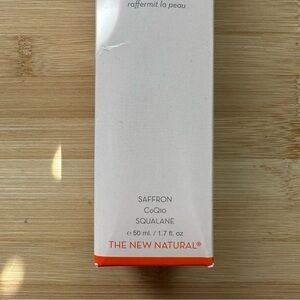 raffermit la peau
SAFFRON
CoQ10
SQUALANE
℮ 50 ml. / 1.7 fl. oz
THE NEW NATURAL®